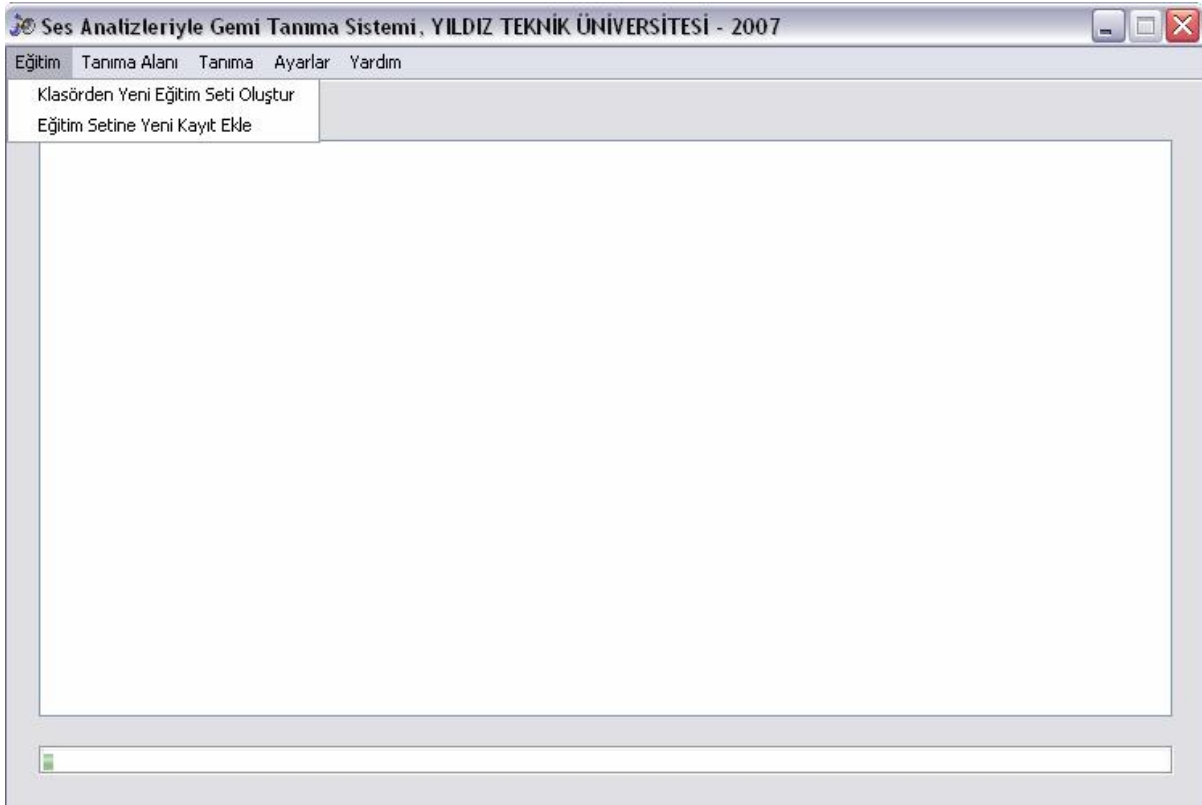 Ses Analizleriyle Gemi Tanıma Sistemi, YILDIZ TEKNİK ÜNİVERSİTESİ - 2007
Eğitim Tanıma Alanı Tanıma Ayarlar Yardım
Klasörden Yeni Eğitim Seti Oluştur
Eğitim Setine Yeni Kayıt Ekle